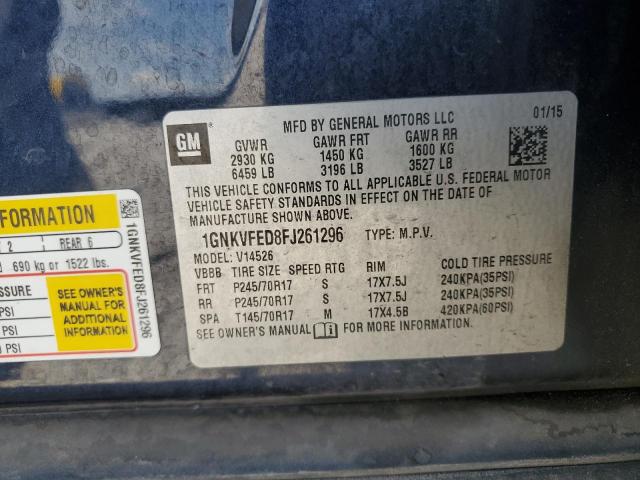 GM
MFD BY GENERAL MOTORS LLC 01/15
GVWR GAWR FRT GAWR RR
2930 KG 1450 KG 1600 KG
6459 LB 3196 LB 3527 LB
THIS VEHICLE CONFORMS TO ALL APPLICABLE U.S. FEDERAL MOTOR
VEHICLE SAFETY STANDARDS IN EFFECT ON THE DATE OF
MANUFACTURE SHOWN ABOVE.
1GNKVFED8FJ261296 TYPE: M.P.V.
MODEL: V14526
VBBB TIRE SIZE SPEED RTG RIM COLD TIRE PRESSURE
FRT P245/70R17 S 17X7.5J 240KPA(35PSI)
RR P245/70R17 S 17X7.5J 240KPA(35PSI)
SPA T145/70R17 M 17X4.5B 420KPA(60PSI)
SEE OWNER'S MANUAL i FOR MORE INFORMATION.
FORMATION
2 REAR 6
690 kg or 1522 lbs.
SEE OWNER'S
MANUAL FOR
ADDITIONAL
INFORMATION
PSI
PSI
PSI
1GNKVFED8FJ261296